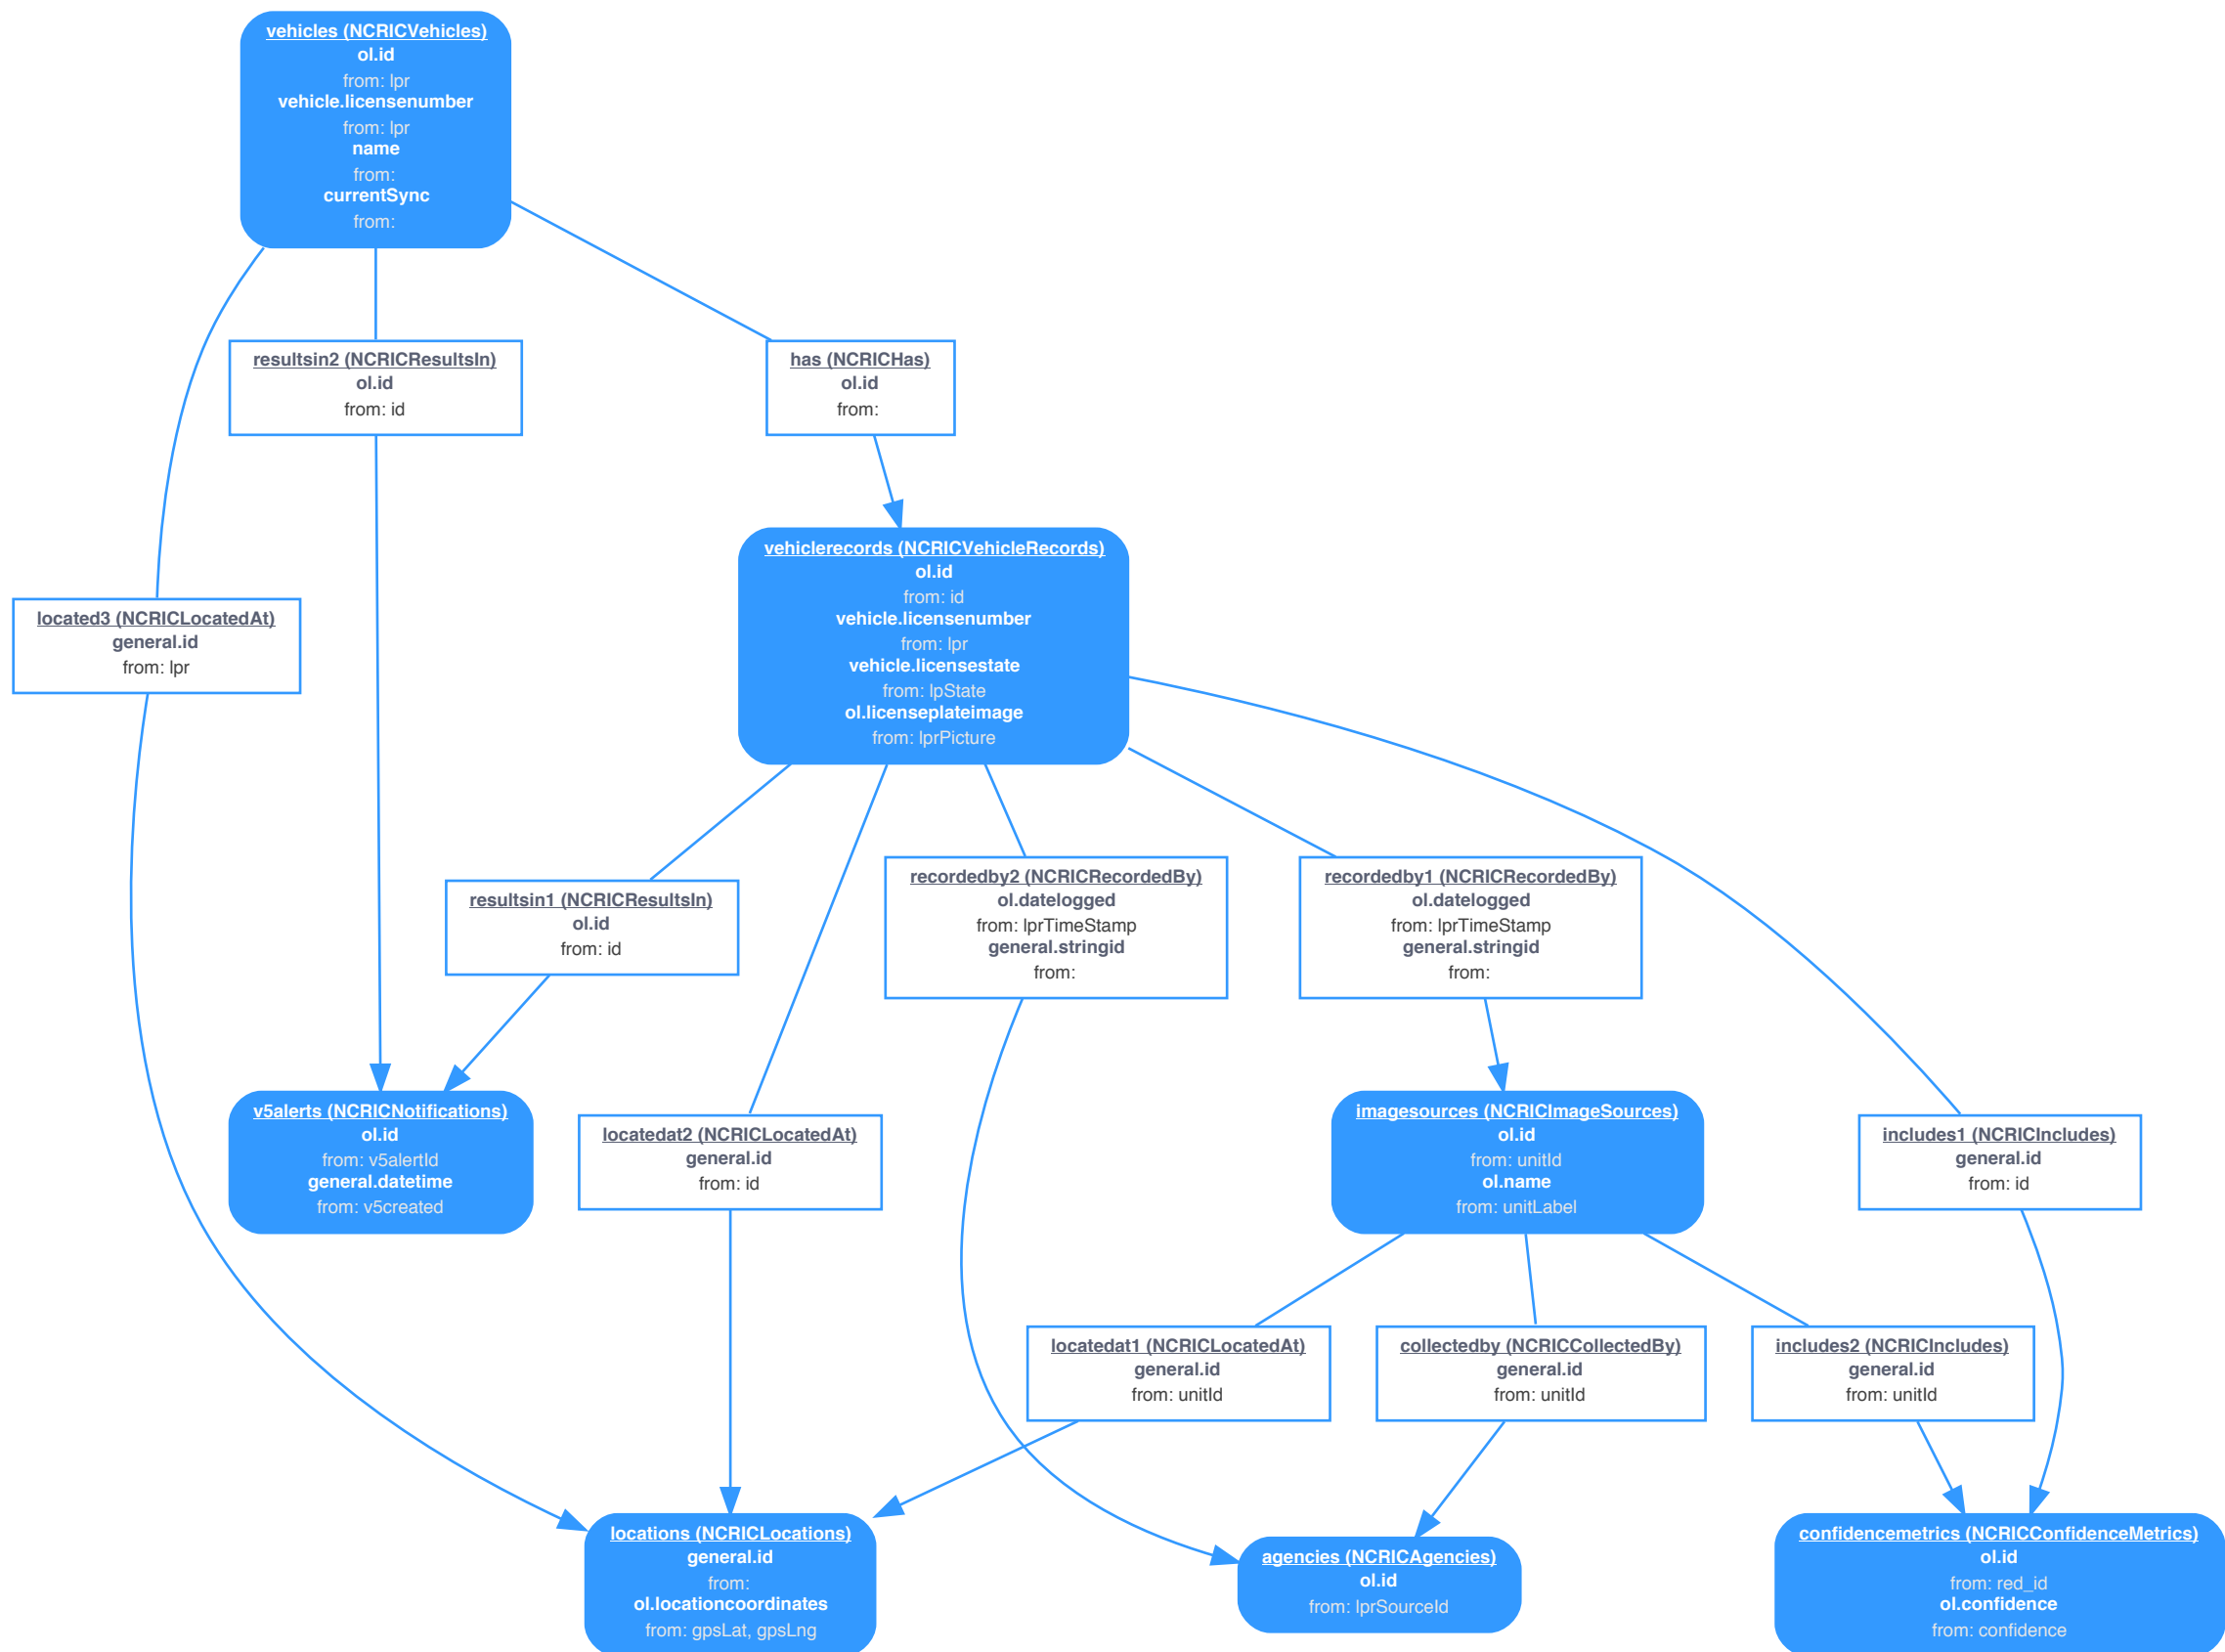 vehicles (NCRICVehicles)
ol.id
from: lpr
vehicle.licensenumber
from: lpr
name
from:
currentSync
from:
resultsin2 (NCRICResultsIn)
ol.id
from: id
has (NCRICHas)
ol.id
from:
vehiclerecords (NCRICVehicleRecords)
ol.id
from: id
vehicle.licensenumber
from: lpr
vehicle.licensestate
from: lpState
ol.licenseplateimage
from: lprPicture
located3 (NCRICLocatedAt)
general.id
from: lpr
resultsin1 (NCRICResultsIn)
ol.id
from: id
recordedby2 (NCRICRecordedBy)
ol.datelogged
from: lprTimeStamp
general.stringid
from:
recordedby1 (NCRICRecordedBy)
ol.datelogged
from: lprTimeStamp
general.stringid
from:
v5alerts (NCRICNotifications)
ol.id
from: v5alertId
general.datetime
from: v5created
locatedat2 (NCRICLocatedAt)
general.id
from: id
imagesources (NCRICImageSources)
ol.id
from: unitId
ol.name
from: unitLabel
includes1 (NCRICIncludes)
general.id
from: id
locatedat1 (NCRICLocatedAt)
general.id
from: unitId
collectedby (NCRICCollectedBy)
general.id
from: unitId
includes2 (NCRICIncludes)
general.id
from: unitId
locations (NCRICLocations)
general.id
from:
ol.locationcoordinates
from: gpsLat, gpsLng
agencies (NCRICAgencies)
ol.id
from: lprSourceId
confidencemetrics (NCRICConfidenceMetrics)
ol.id
from: red_id
ol.confidence
from: confidence